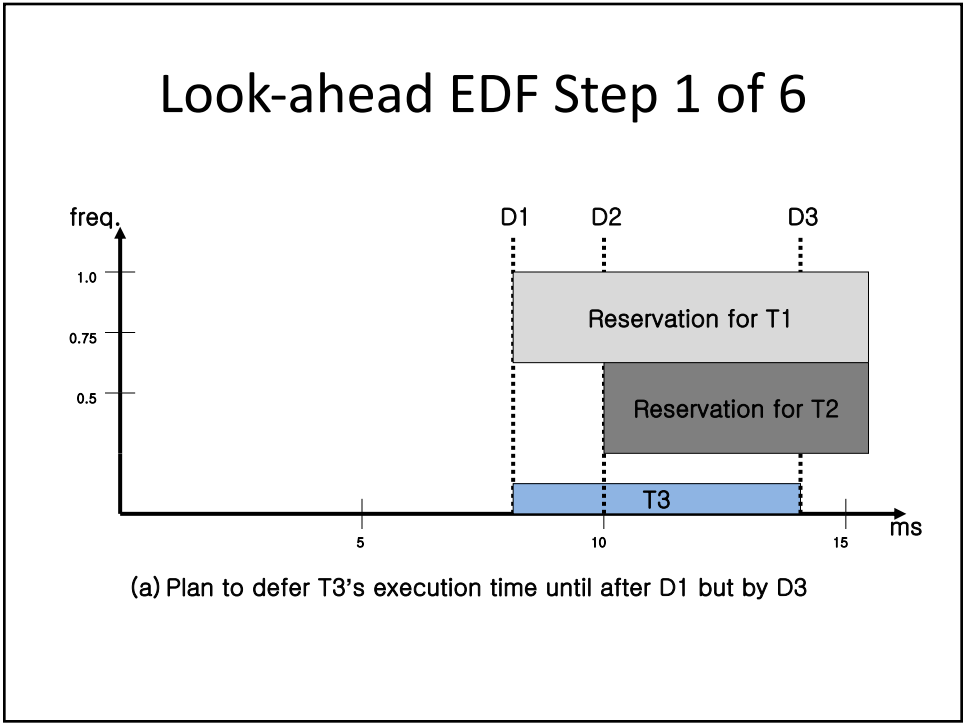 Look-ahead EDF Step 1 of 6
freq.
D1 D2 D3
1.0
Reservation for T1
0.75
0.5
Reservation for T2
T3
ms
5 10 15
(a) Plan to defer T3’s execution time until after D1 but by D3